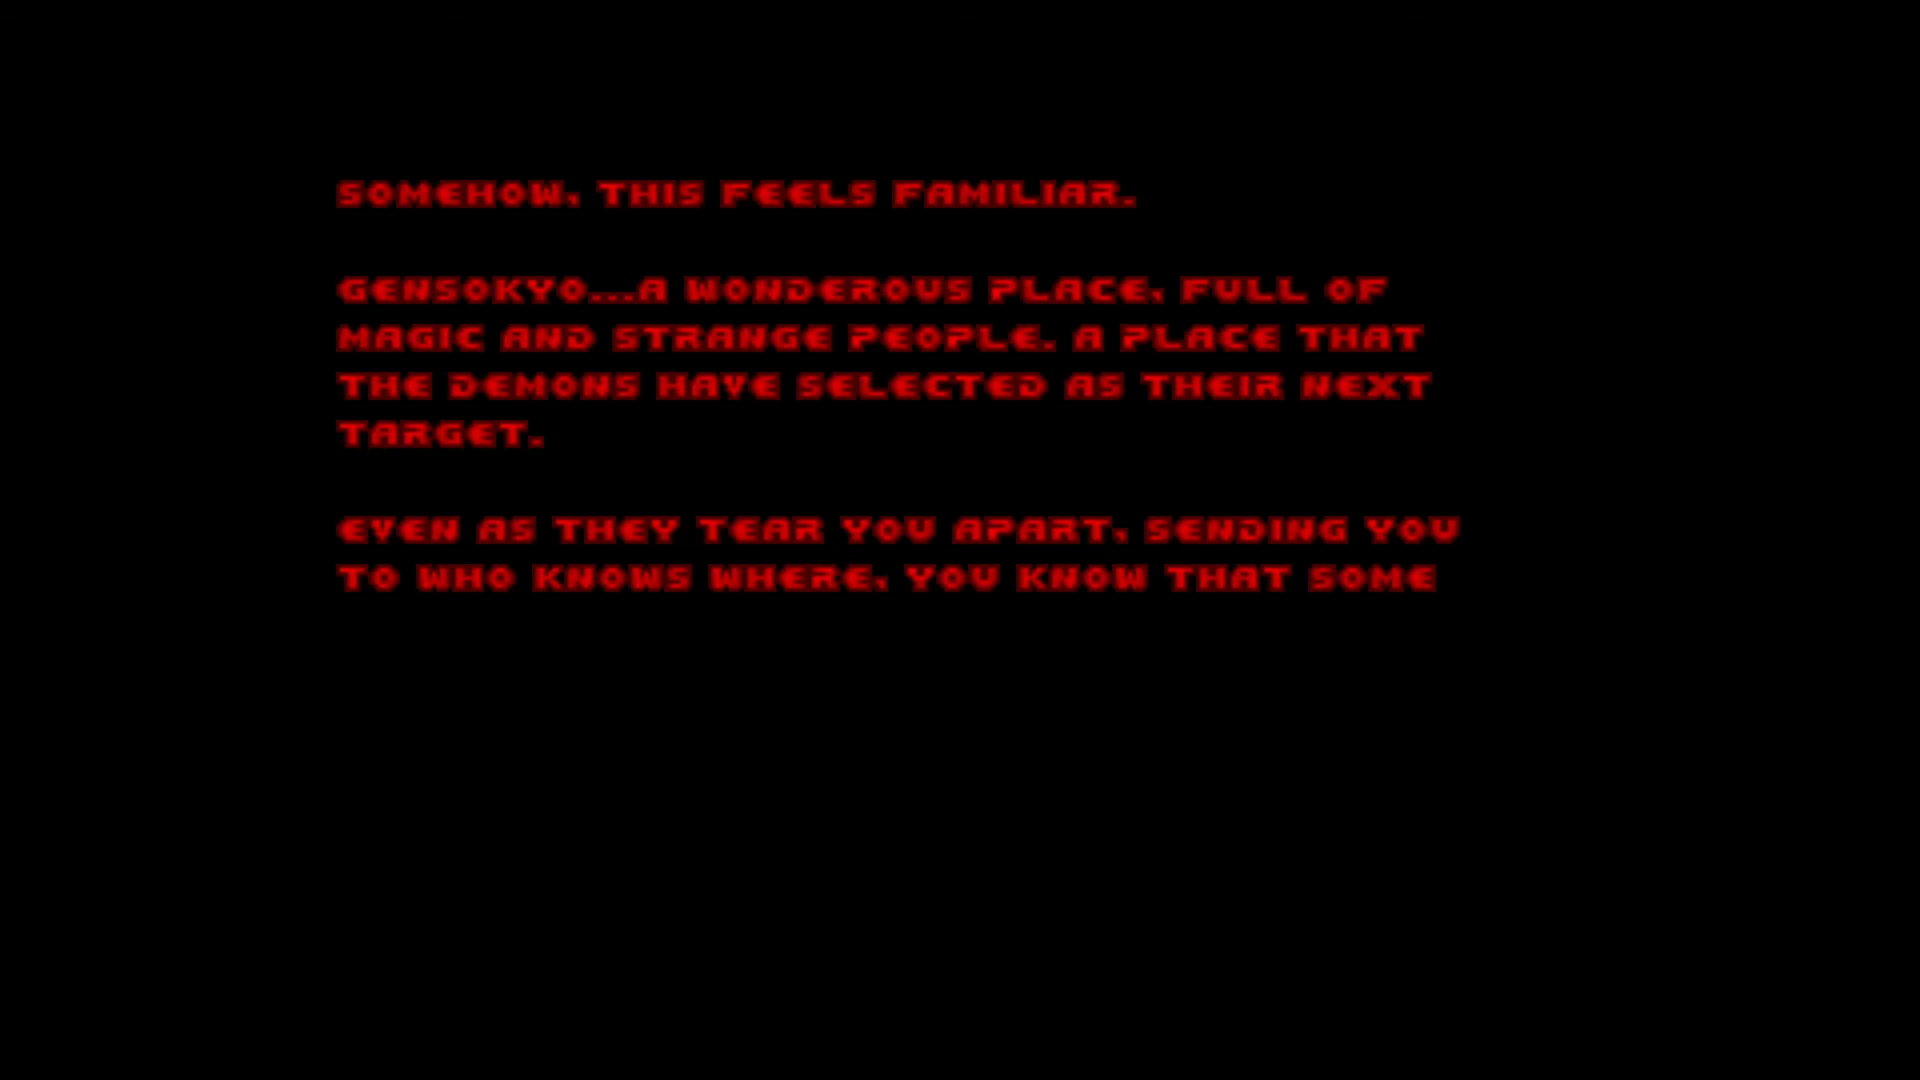 SOMEHOW, THIS FEELS FAMILIAR.
GENSOKYO...A WONDEROUS PLACE, FULL OF
MAGIC AND STRANGE PEOPLE. A PLACE THAT
THE DEMONS HAVE SELECTED AS THEIR NEXT
TARGET.
EVEN AS THEY TEAR YOU APART, SENDING YOU
TO WHO KNOWS WHERE, YOU KNOW THAT SOME